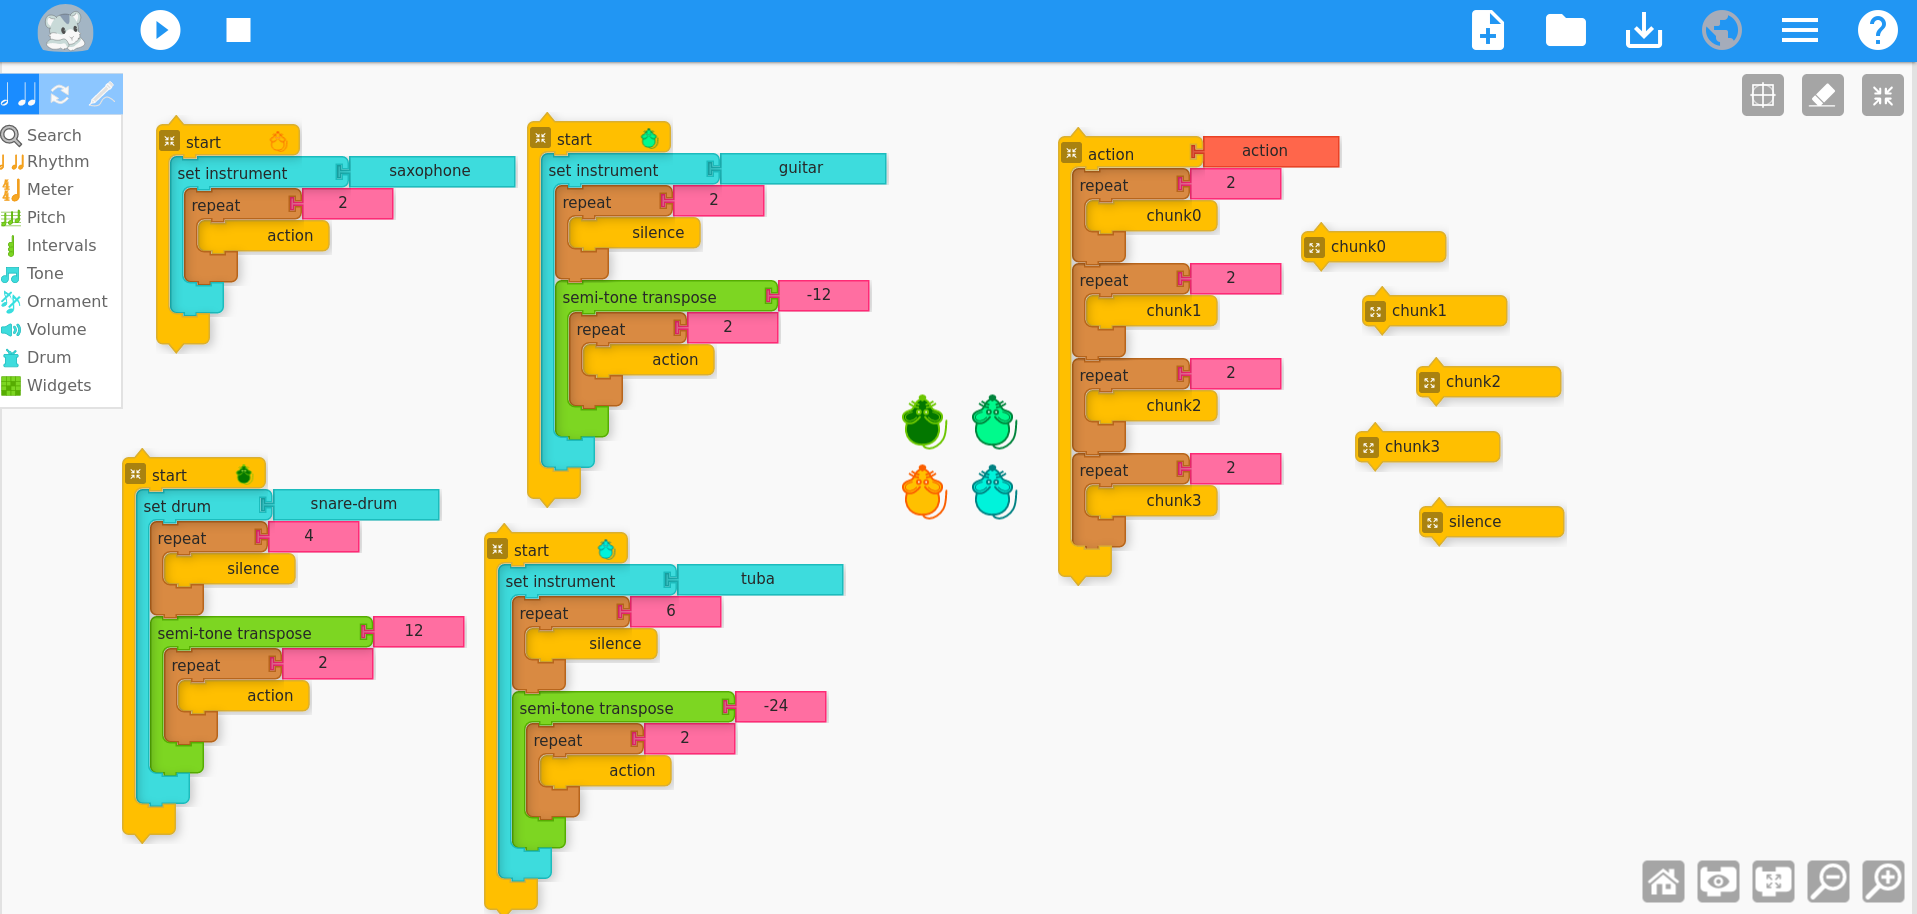 Search
Rhythm
Meter
Pitch
Intervals
Tone
Ornament
Volume
Drum
Widgets
start
set instrument saxophone
repeat 2
action
start
set instrument guitar
repeat 2
silence
semi-tone transpose -12
repeat 2
action
start
set drum snare-drum
repeat 4
silence
semi-tone transpose 12
repeat 2
action
start
set instrument tuba
repeat 6
silence
semi-tone transpose -24
repeat 2
action
action action
repeat 2
chunk0
repeat 2
chunk1
repeat 2
chunk2
repeat 2
chunk3
chunk0
chunk1
chunk2
chunk3
silence